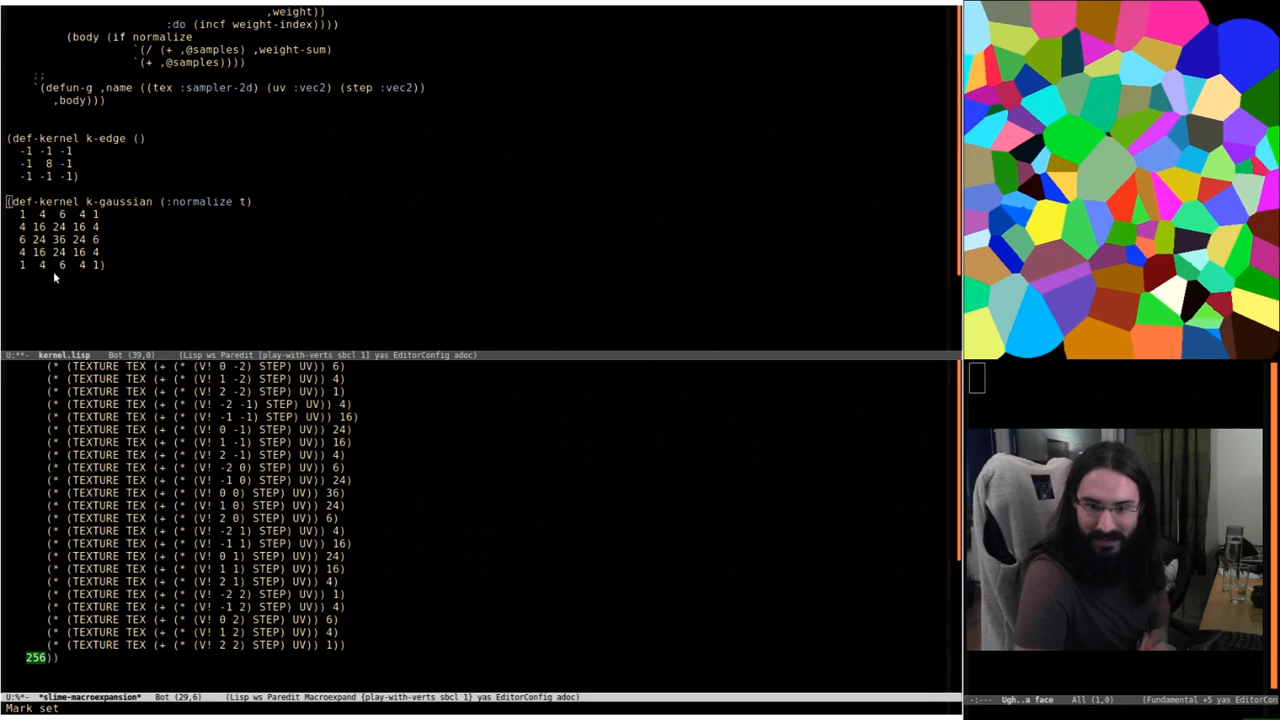 ,weight))
:do (incf weight-index))))
(body (if normalize
`(/ (+ ,@samples) ,weight-sum)
`(+ ,@samples))))
;;
`(defun-g ,name ((tex :sampler-2d) (uv :vec2) (step :vec2))
,body)))
(def-kernel k-edge ()
-1 -1 -1
-1 8 -1
-1 -1 -1)
(def-kernel k-gaussian (:normalize t)
1 4 6 4 1
4 16 24 16 4
6 24 36 24 6
4 16 24 16 4
1 4 6 4 1)
U:**- kernel.lisp Bot (39,0) (Lisp ws Paredit [play-with-verts sbcl 1] yas EditorConfig adoc)
(* (TEXTURE TEX (+ (* (V! 0 -2) STEP) UV)) 6)
(* (TEXTURE TEX (+ (* (V! 1 -2) STEP) UV)) 4)
(* (TEXTURE TEX (+ (* (V! 2 -2) STEP) UV)) 1)
(* (TEXTURE TEX (+ (* (V! -2 -1) STEP) UV)) 4)
(* (TEXTURE TEX (+ (* (V! -1 -1) STEP) UV)) 16)
(* (TEXTURE TEX (+ (* (V! 0 -1) STEP) UV)) 24)
(* (TEXTURE TEX (+ (* (V! 1 -1) STEP) UV)) 16)
(* (TEXTURE TEX (+ (* (V! 2 -1) STEP) UV)) 4)
(* (TEXTURE TEX (+ (* (V! -2 0) STEP) UV)) 6)
(* (TEXTURE TEX (+ (* (V! -1 0) STEP) UV)) 24)
(* (TEXTURE TEX (+ (* (V! 0 0) STEP) UV)) 36)
(* (TEXTURE TEX (+ (* (V! 1 0) STEP) UV)) 24)
(* (TEXTURE TEX (+ (* (V! 2 0) STEP) UV)) 6)
(* (TEXTURE TEX (+ (* (V! -2 1) STEP) UV)) 4)
(* (TEXTURE TEX (+ (* (V! -1 1) STEP) UV)) 16)
(* (TEXTURE TEX (+ (* (V! 0 1) STEP) UV)) 24)
(* (TEXTURE TEX (+ (* (V! 1 1) STEP) UV)) 16)
(* (TEXTURE TEX (+ (* (V! 2 1) STEP) UV)) 4)
(* (TEXTURE TEX (+ (* (V! -2 2) STEP) UV)) 1)
(* (TEXTURE TEX (+ (* (V! -1 2) STEP) UV)) 4)
(* (TEXTURE TEX (+ (* (V! 0 2) STEP) UV)) 6)
(* (TEXTURE TEX (+ (* (V! 1 2) STEP) UV)) 4)
(* (TEXTURE TEX (+ (* (V! 2 2) STEP) UV)) 1))
256))
U:%*- *slime-macroexpansion* Bot (29,6) (Lisp ws Paredit Macroexpand {play-with-verts sbcl 1} yas EditorConfig adoc)
Mark set
-:--- Ugh..a face All (1,0) (Fundamental +5 yas EditorCon